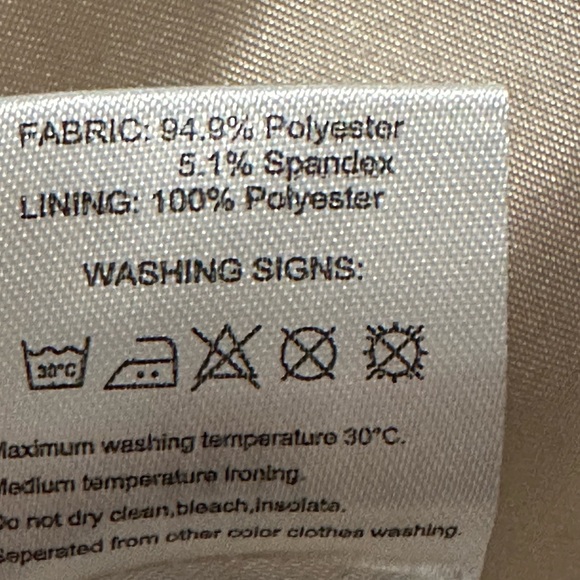 FABRIC: 94.9% Polyester
5.1% Spandex
LINING: 100% Polyester
WASHING SIGNS:
30°C
Maximum washing temperature 30°C.
Medium temperature Ironing.
Do not dry clean,bleach,insolate.
Seperated from other color clothes washing.